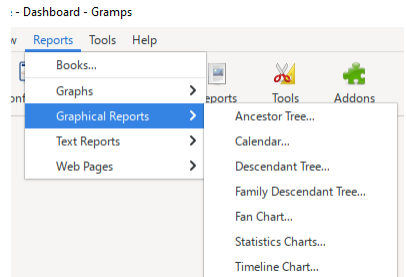 - Dashboard - Gramps
Reports Tools Help
Books...
Graphs
Graphical Reports
Text Reports
Web Pages
Tools Addons
Ancestor Tree...
Calendar...
Descendant Tree...
Family Descendant Tree...
Fan Chart...
Statistics Charts...
Timeline Chart...